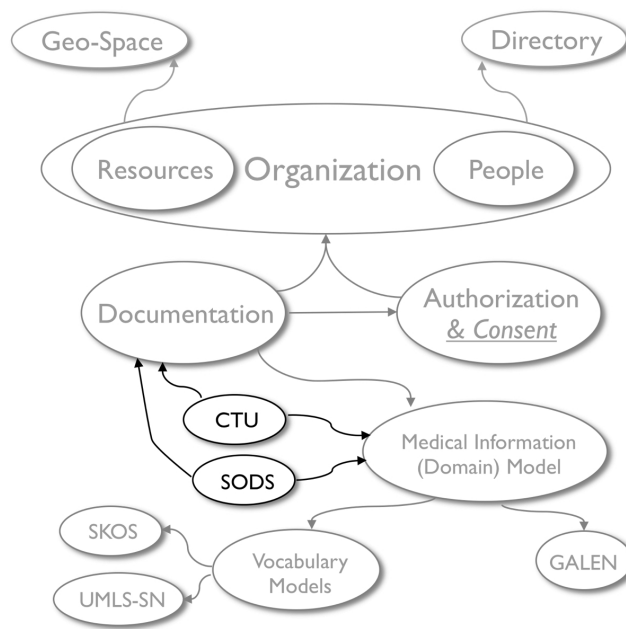 Geo-Space
Directory
Resources
Organization
People
Documentation
Authorization
& Consent
CTU
SODS
Medical Information
(Domain) Model
SKOS
UMLS-SN
Vocabulary
Models
GALEN